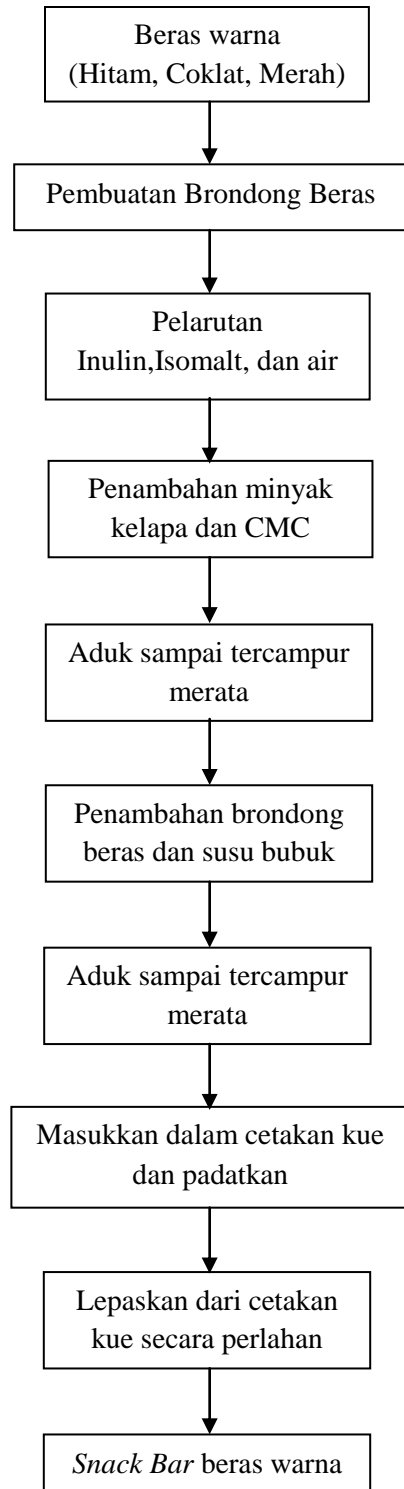 Beras warna
(Hitam, Coklat, Merah)
Pembuatan Brondong Beras
Pelarutan
Inulin,Isomalt, dan air
Penambahan minyak
kelapa dan CMC
Aduk sampai tercampur
merata
Penambahan brondong
beras dan susu bubuk
Aduk sampai tercampur
merata
Masukkan dalam cetakan kue
dan padatkan
Lepaskan dari cetakan
kue secara perlahan
Snack Bar beras warna